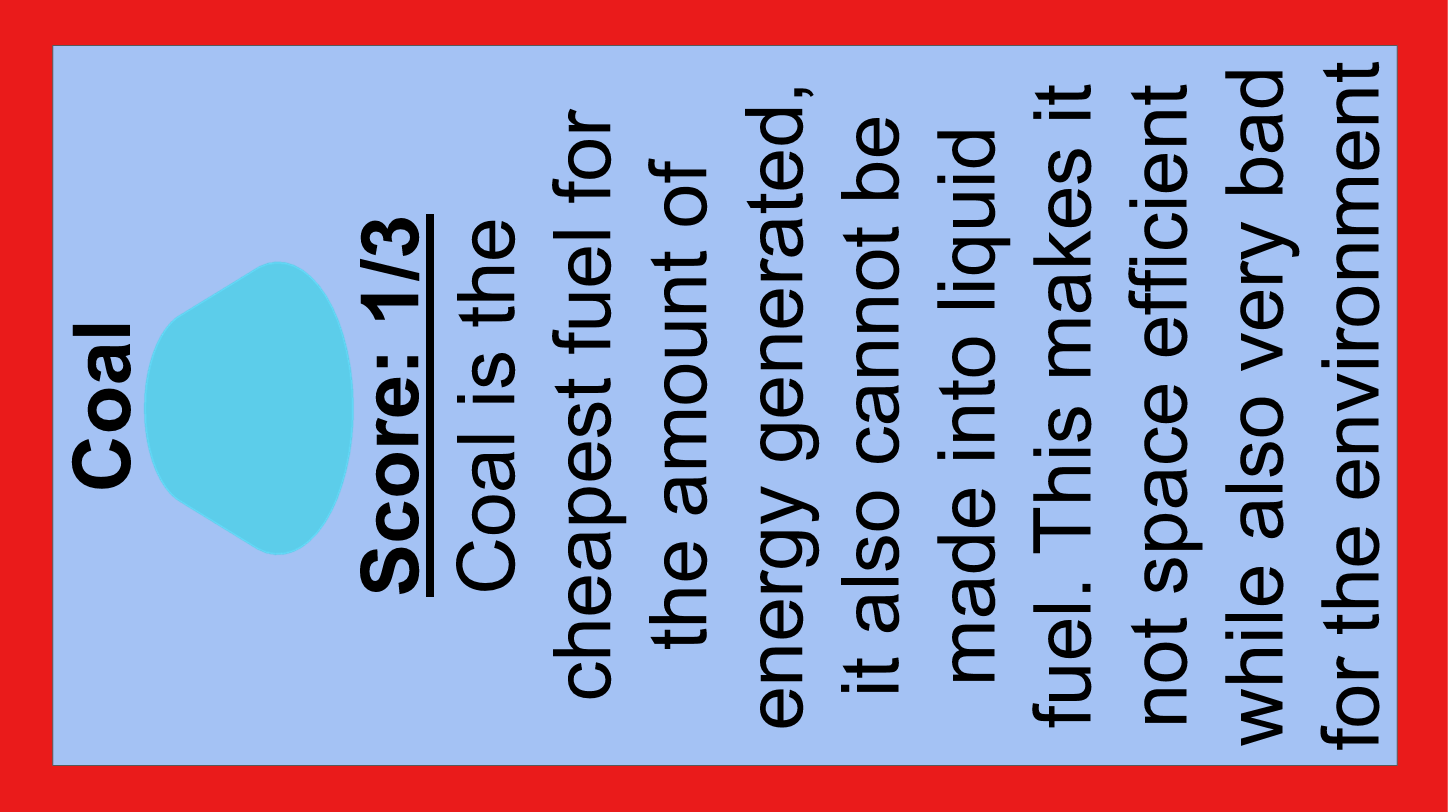 Coal
Score: 1/3
Coal is the
cheapest fuel for
the amount of
energy generated,
it also cannot be
made into liquid
fuel. This makes it
not space efficient
while also very bad
for the environment